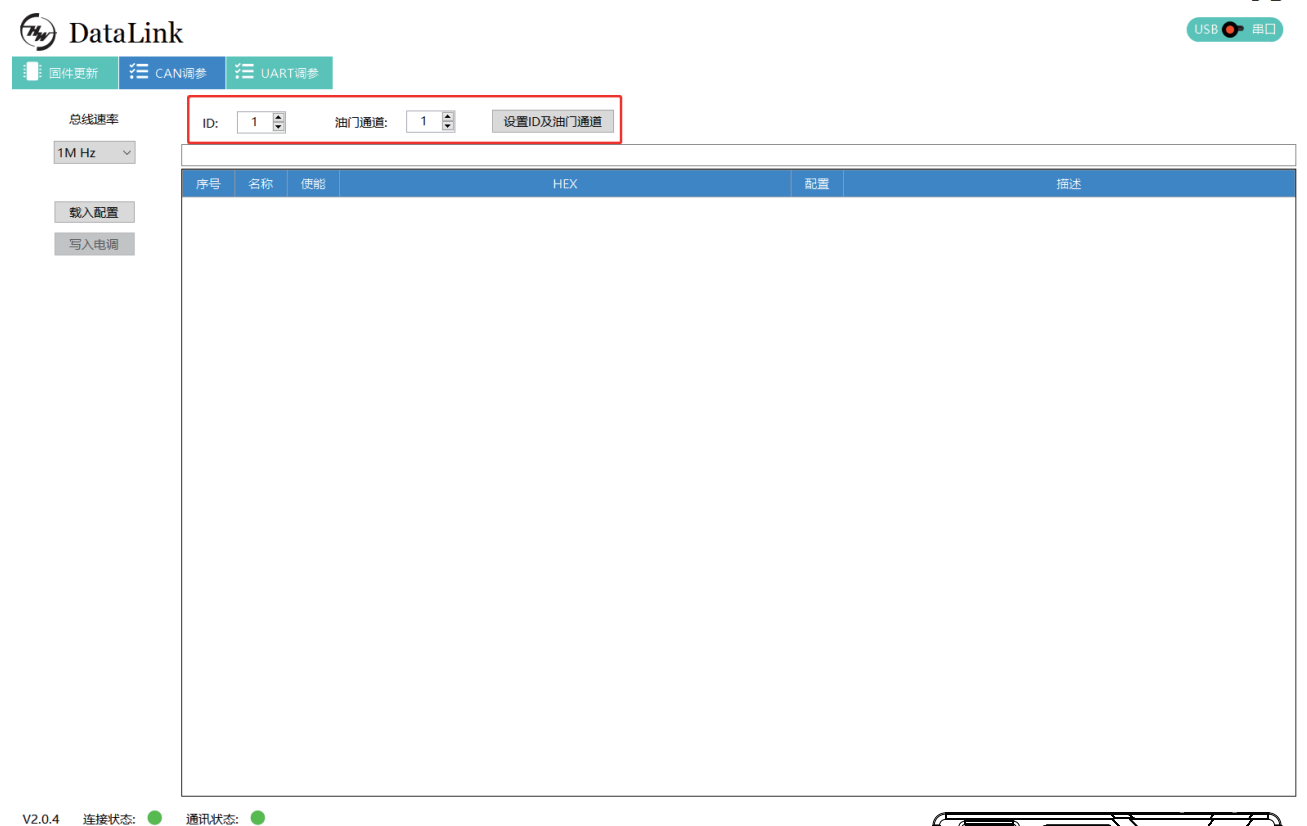 HW DataLink
USB 串口
固件更新 CAN调参 UART调参
总线速率
ID: 1 油门通道: 1 设置ID及油门通道
1M Hz
序号 名称 使能 HEX 配置 描述
载入配置
写入电调
V2.0.4 连接状态: 通讯状态: